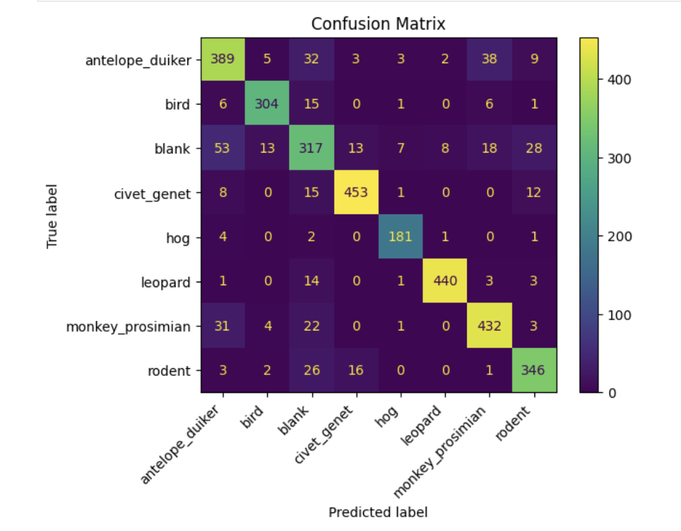 Confusion Matrix
antelope_duiker 389 5 32 3 3 2 38 9
bird 6 304 15 0 1 0 6 1
blank 53 13 317 13 7 8 18 28
civet_genet 8 0 15 453 1 0 0 12
hog 4 0 2 0 181 1 0 1
leopard 1 0 14 0 1 440 3 3
monkey_prosimian 31 4 22 0 1 0 432 3
rodent 3 2 26 16 0 0 1 346
True label
antelope_duiker bird blank civet_genet hog leopard monkey_prosimian rodent
Predicted label
400
300
200
100
0